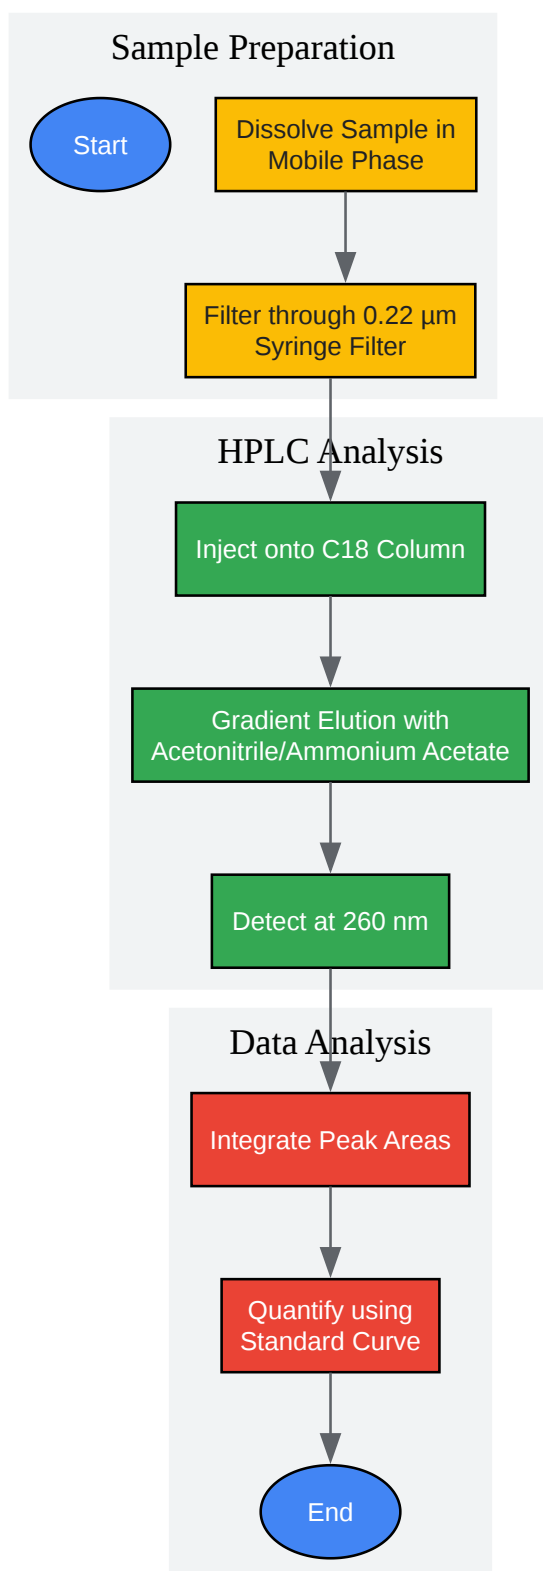 Sample Preparation
Start
Dissolve Sample in
Mobile Phase
Filter through 0.22 µm
Syringe Filter
HPLC Analysis
Inject onto C18 Column
Gradient Elution with
Acetonitrile/Ammonium Acetate
Detect at 260 nm
Data Analysis
Integrate Peak Areas
Quantify using
Standard Curve
End